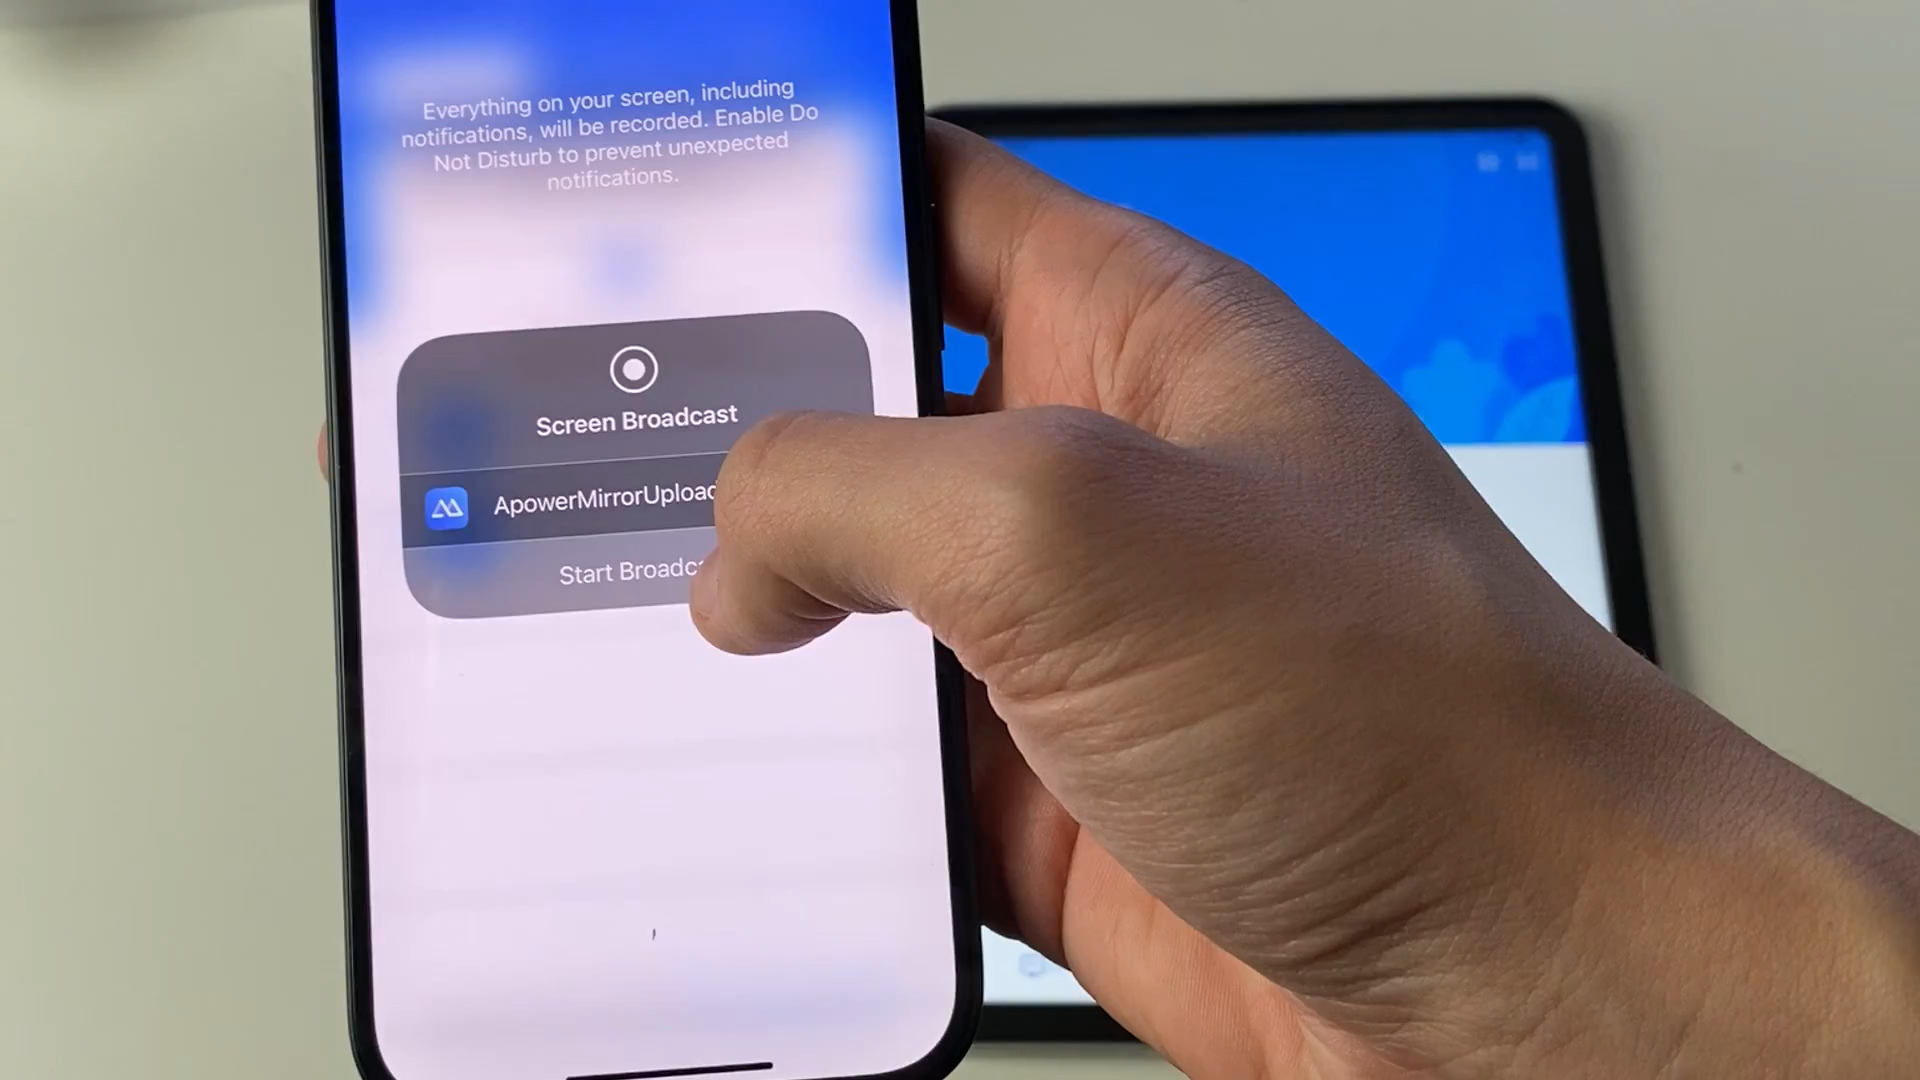 Everything on your screen, including
notifications, will be recorded. Enable Do
Not Disturb to prevent unexpected
notifications.
Screen Broadcast
ApowerMirrorUpload
Start Broadc